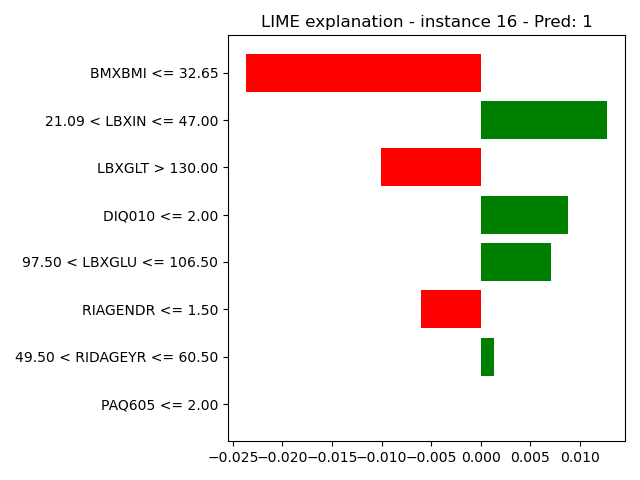 LIME explanation - instance 16 - Pred: 1
BMXBMI <= 32.65
21.09 < LBXIN <= 47.00
LBXGLT > 130.00
DIQ010 <= 2.00
97.50 < LBXGLU <= 106.50
RIAGENDR <= 1.50
49.50 < RIDAGEYR <= 60.50
PAQ605 <= 2.00
−0.025 −0.020 −0.015 −0.010 −0.005 0.000 0.005 0.010